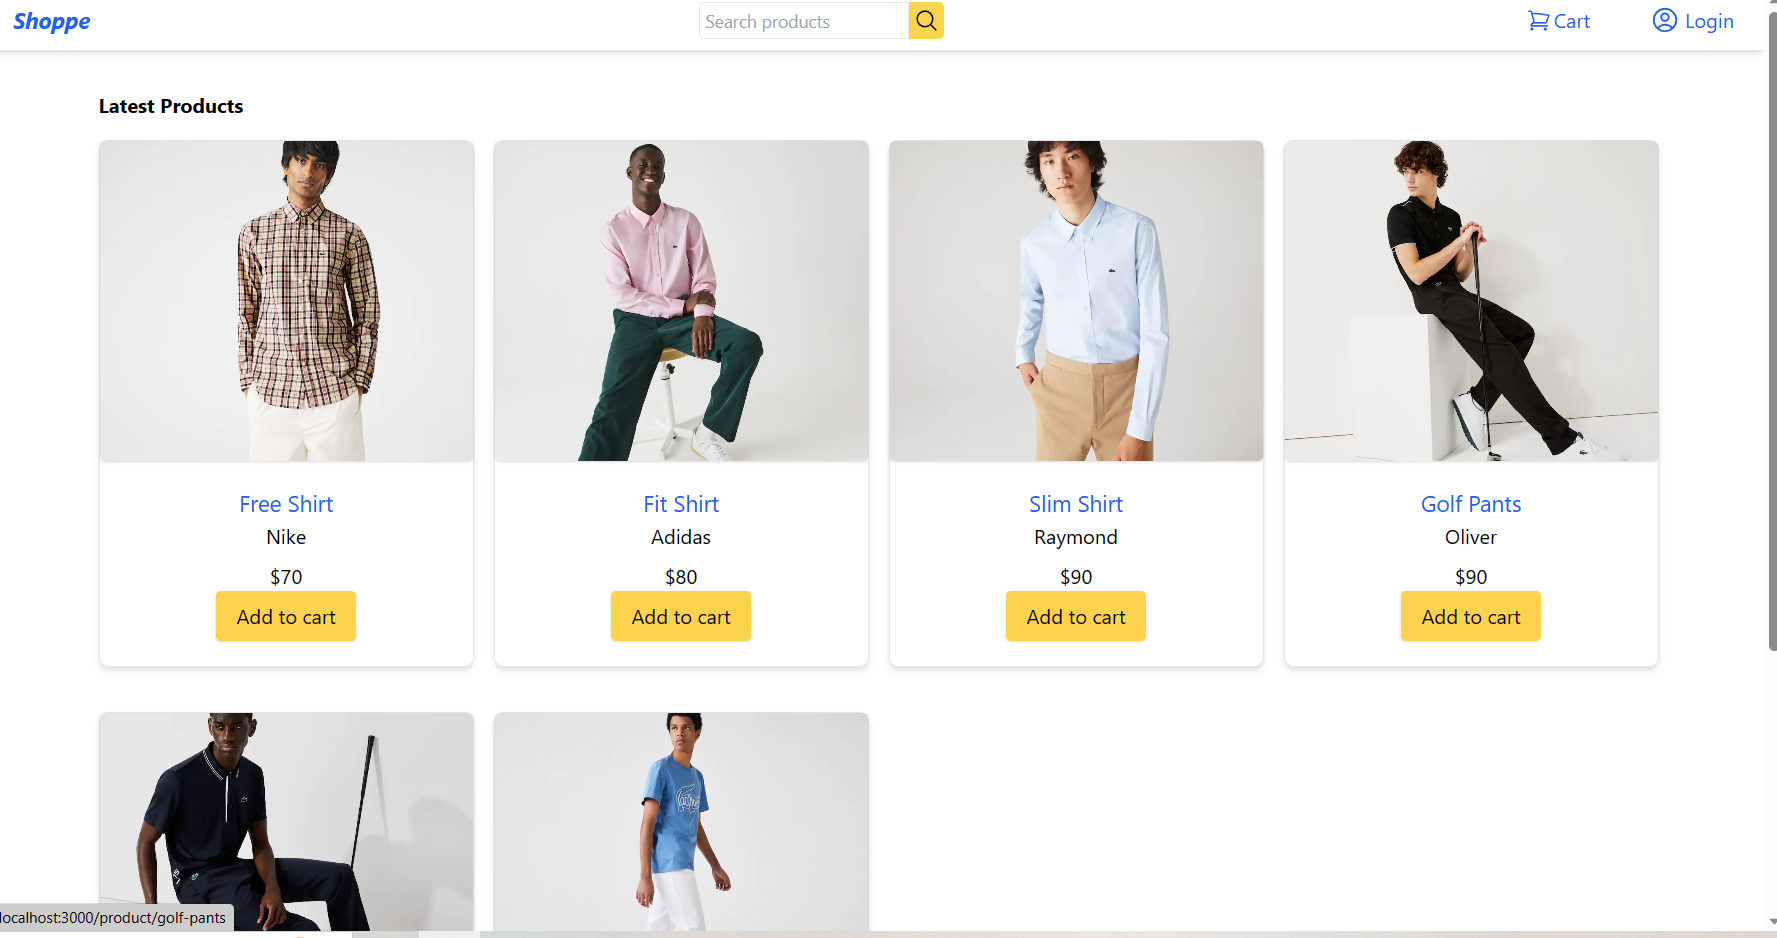 Shoppe
Search products
Cart
Login
Latest Products
Free Shirt
Nike
$70
Add to cart
Fit Shirt
Adidas
$80
Add to cart
Slim Shirt
Raymond
$90
Add to cart
Golf Pants
Oliver
$90
Add to cart
localhost:3000/product/golf-pants